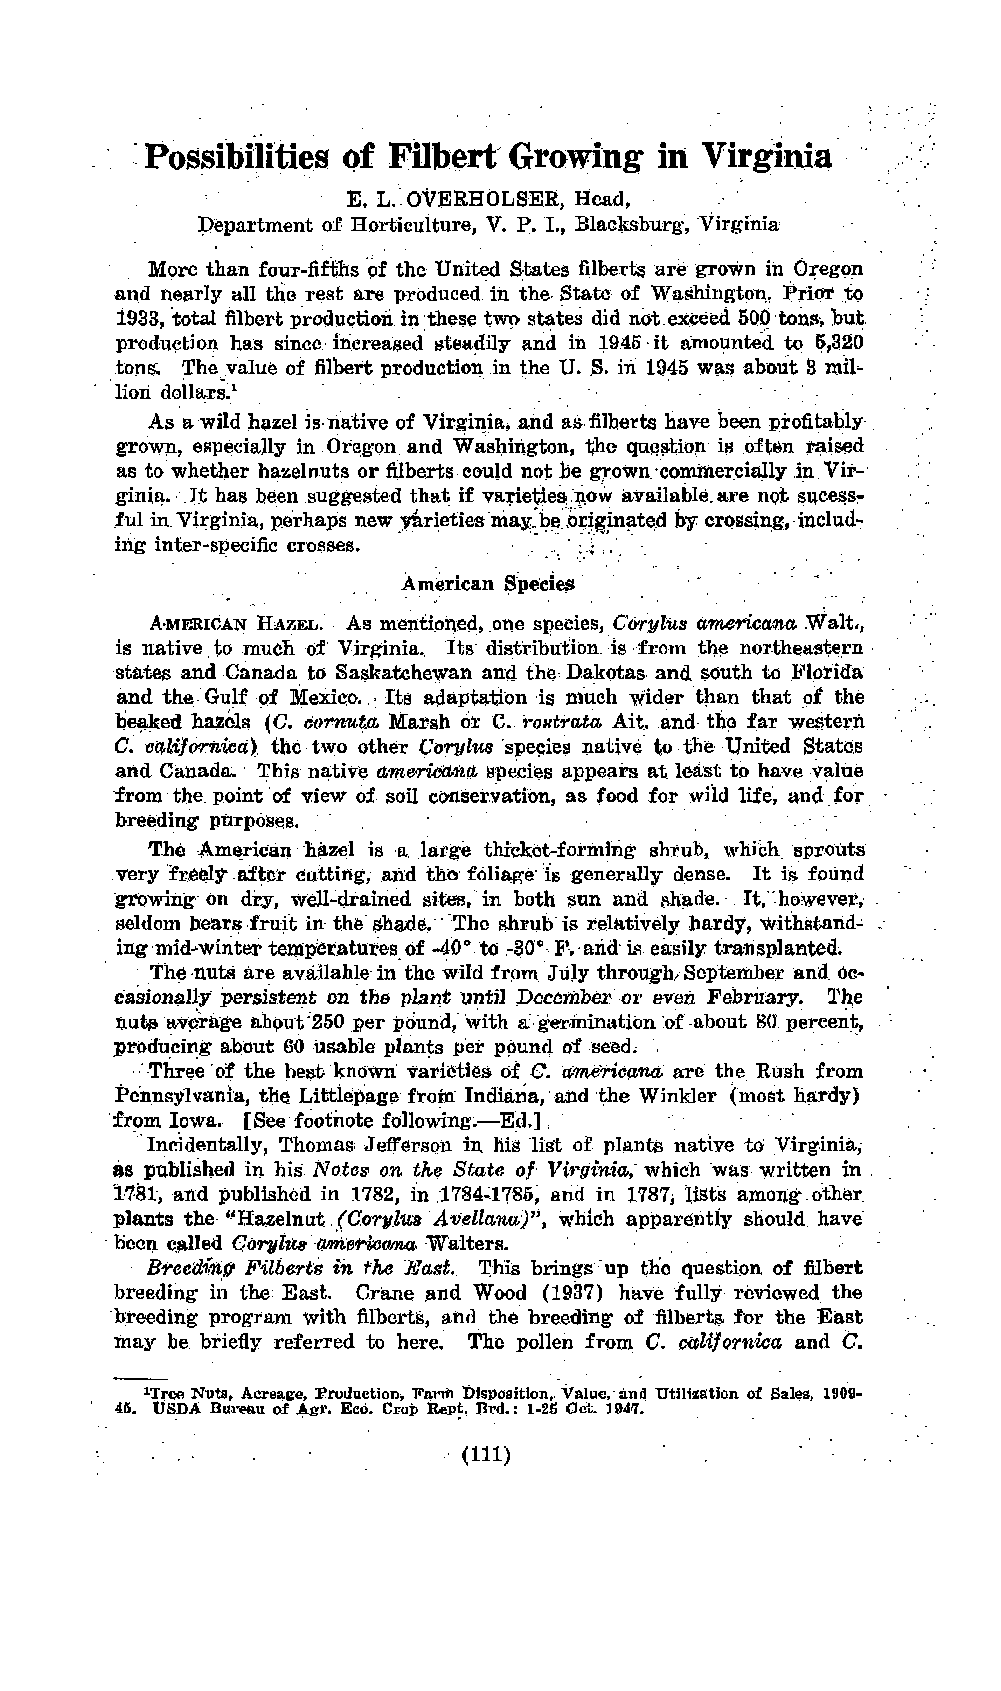 Possibilities of Filbert Growing in Virginia
E. L. OVERHOLSER, Head,
Department of Horticulture, V. P. I., Blacksburg, Virginia
More than four-fifths of the United States filberts are grown in Oregon
and nearly all the rest are produced in the State of Washington. Prior to
1933, total filbert production in these two states did not exceed 500 tons, but
production has since increased steadily and in 1945 it amounted to 5,320
tons. The value of filbert production in the U. S. in 1945 was about 3 mil-
lion dollars.¹
As a wild hazel is native of Virginia, and as filberts have been profitably
grown, especially in Oregon and Washington, the question is often raised
as to whether hazelnuts or filberts could not be grown commercially in Vir-
ginia. It has been suggested that if varieties now available are not sucess-
ful in Virginia, perhaps new varieties may be originated by crossing, includ-
ing inter-specific crosses.
American Species
AMERICAN HAZEL. As mentioned, one species, Corylus americana Walt.,
is native to much of Virginia. Its distribution is from the northeastern
states and Canada to Saskatchewan and the Dakotas and south to Florida
and the Gulf of Mexico. Its adaptation is much wider than that of the
beaked hazels (C. cornuta Marsh or C. rostrata Ait. and the far western
C. californica) the two other Corylus species native to the United States
and Canada. This native americana species appears at least to have value
from the point of view of soil conservation, as food for wild life, and for
breeding purposes.
The American hazel is a large thicket-forming shrub, which sprouts
very freely after cutting, and the foliage is generally dense. It is found
growing on dry, well-drained sites, in both sun and shade. It, however,
seldom bears fruit in the shade. The shrub is relatively hardy, withstand-
ing mid-winter temperatures of -40° to -30° F. and is easily transplanted.
The nuts are available in the wild from July through September and oc-
casionally persistent on the plant until December or even February. The
nuts average about 250 per pound, with a germination of about 80 percent,
producing about 60 usable plants per pound of seed.
Three of the best known varieties of C. americana are the Rush from
Pennsylvania, the Littlepage from Indiana, and the Winkler (most hardy)
from Iowa. [See footnote following.—Ed.]
Incidentally, Thomas Jefferson in his list of plants native to Virginia,
as published in his Notes on the State of Virginia, which was written in
1781, and published in 1782, in 1784-1785, and in 1787, lists among other
plants the "Hazelnut (Corylus Avellana)", which apparently should have
been called Corylus americana Walters.
Breeding Filberts in the East. This brings up the question of filbert
breeding in the East. Crane and Wood (1937) have fully reviewed the
breeding program with filberts, and the breeding of filberts for the East
may be briefly referred to here. The pollen from C. californica and C.
¹Tree Nuts, Acreage, Production, Farm Disposition, Value, and Utilization of Sales, 1909-
45. USDA Bureau of Agr. Eco. Crop Rept. Brd.: 1-25 Oct. 1947.
(111)